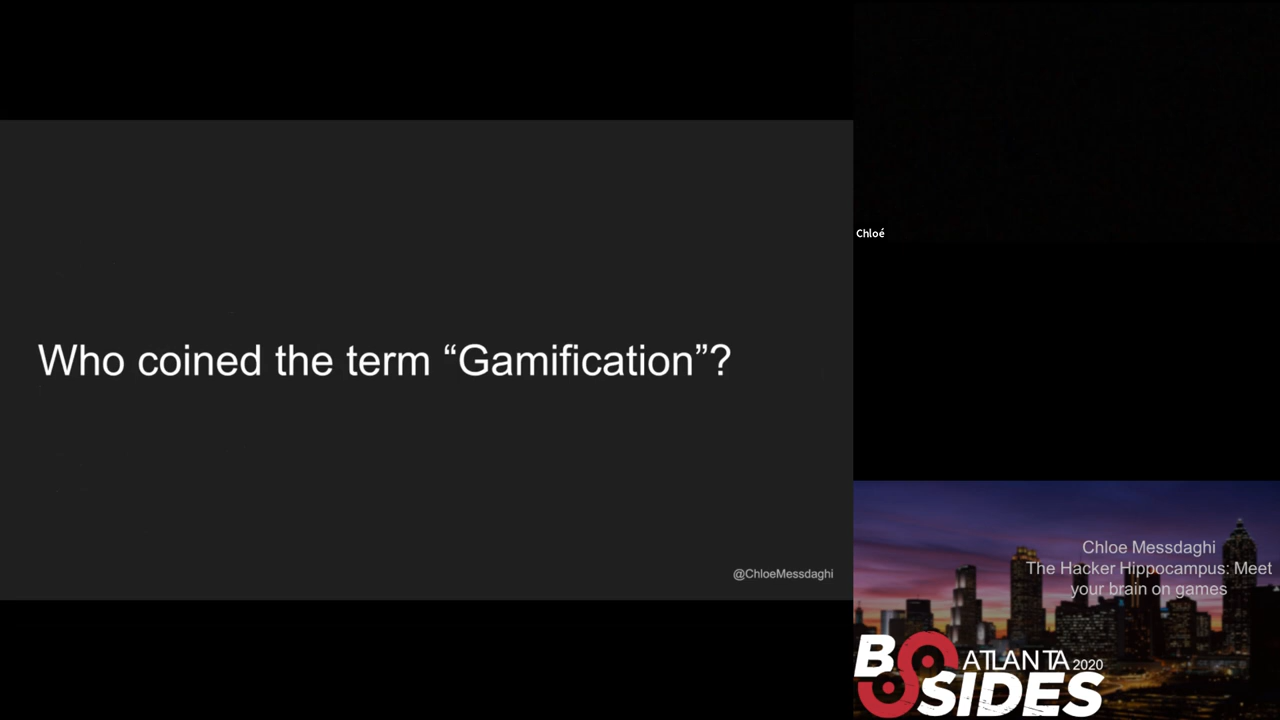 Who coined the term “Gamification”?
@ChloeMessdaghi
Chloé
Chloe Messdaghi
The Hacker Hippocampus: Meet
your brain on games
BSIDES
ATLANTA 2020